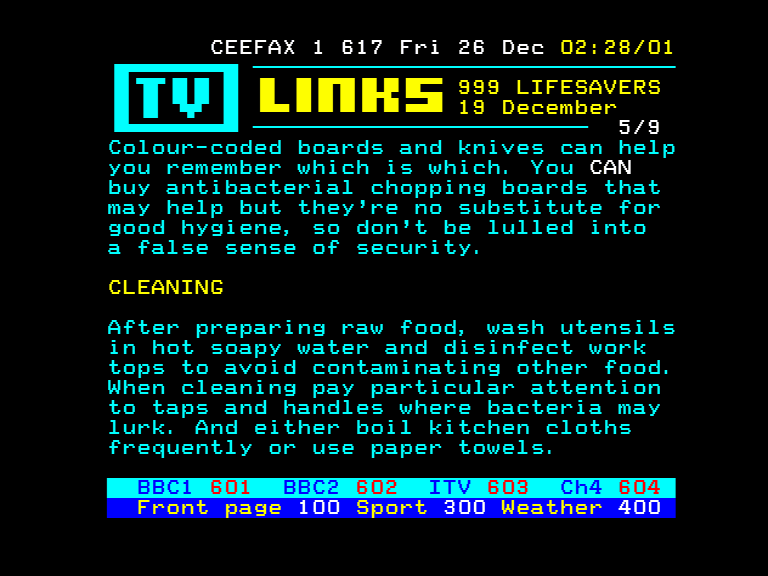 CEEFAX 1 617 Fri 26 Dec 02:28/01
TV LINKS 999 LIFESAVERS
19 December
5/9
Colour-coded boards and knives can help
you remember which is which. You CAN
buy antibacterial chopping boards that
may help but they're no substitute for
good hygiene, so don't be lulled into
a false sense of security.
CLEANING
After preparing raw food, wash utensils
in hot soapy water and disinfect work
tops to avoid contaminating other food.
When cleaning pay particular attention
to taps and handles where bacteria may
lurk. And either boil kitchen cloths
frequently or use paper towels.
BBC1 601 BBC2 602 ITV 603 Ch4 604
Front page 100 Sport 300 Weather 400